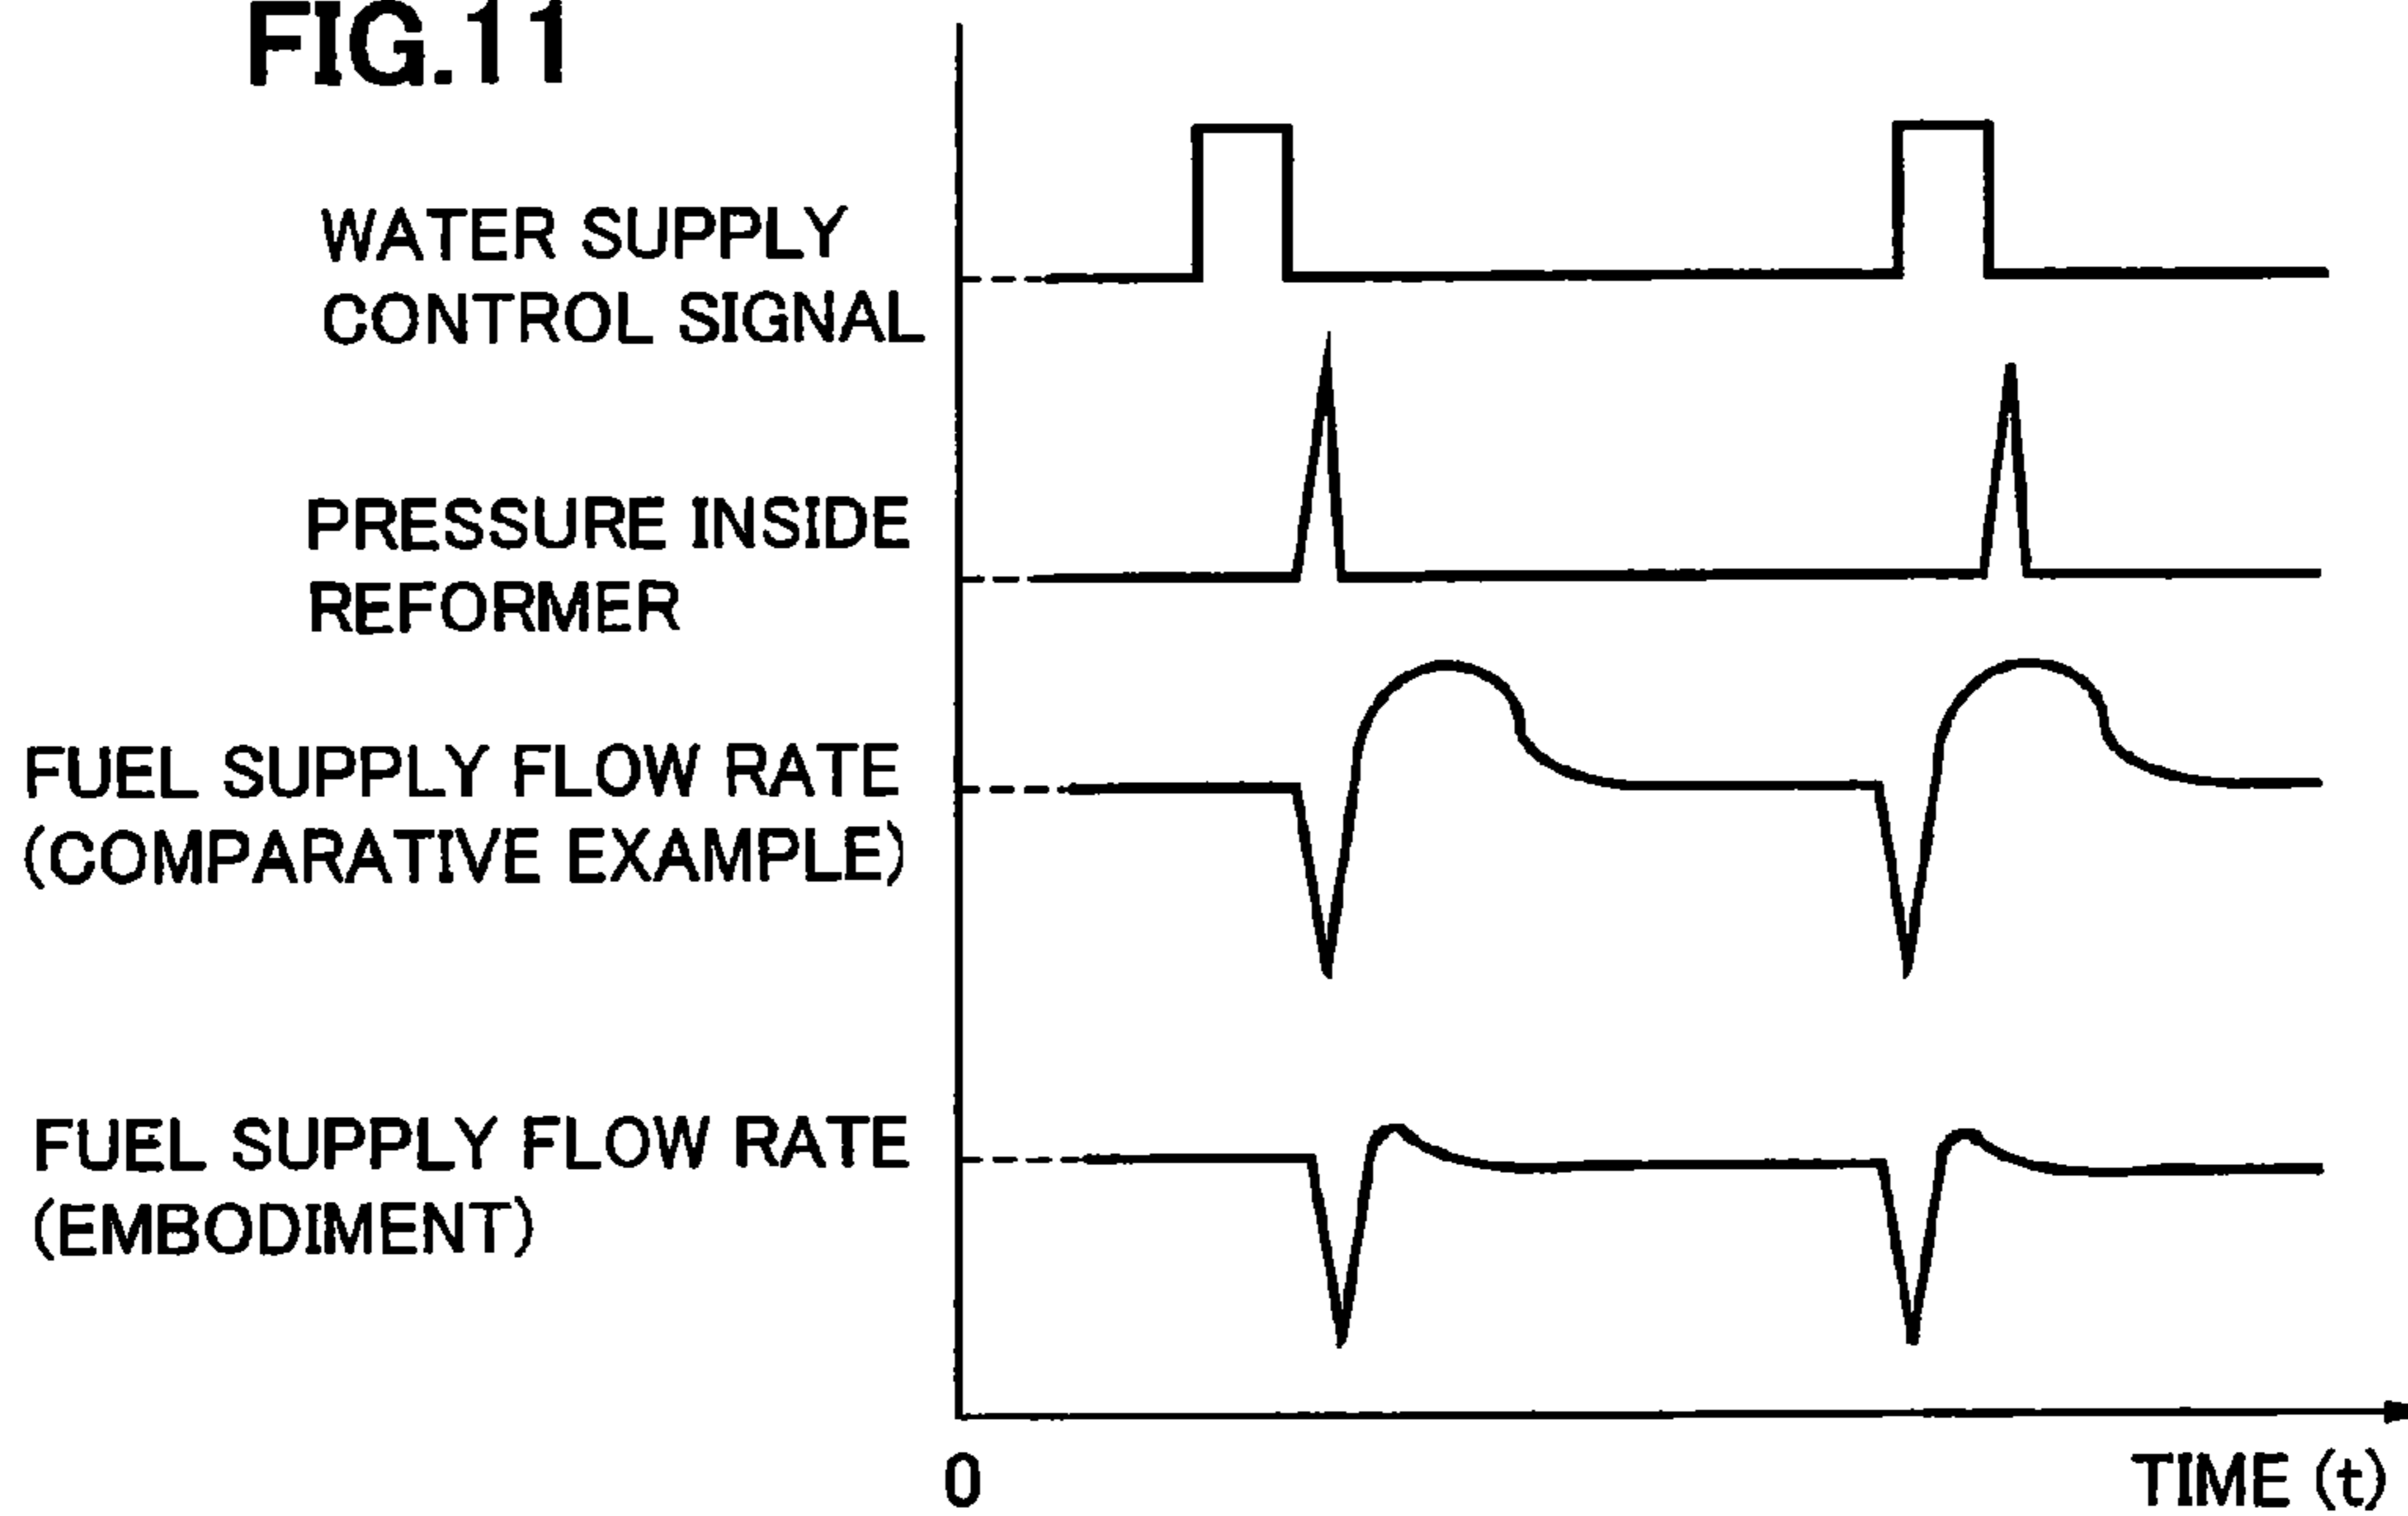 FIG.11
WATER SUPPLY
CONTROL SIGNAL
PRESSURE INSIDE
REFORMER
FUEL SUPPLY FLOW RATE
(COMPARATIVE EXAMPLE)
FUEL SUPPLY FLOW RATE
(EMBODIMENT)
0
TIME (t)